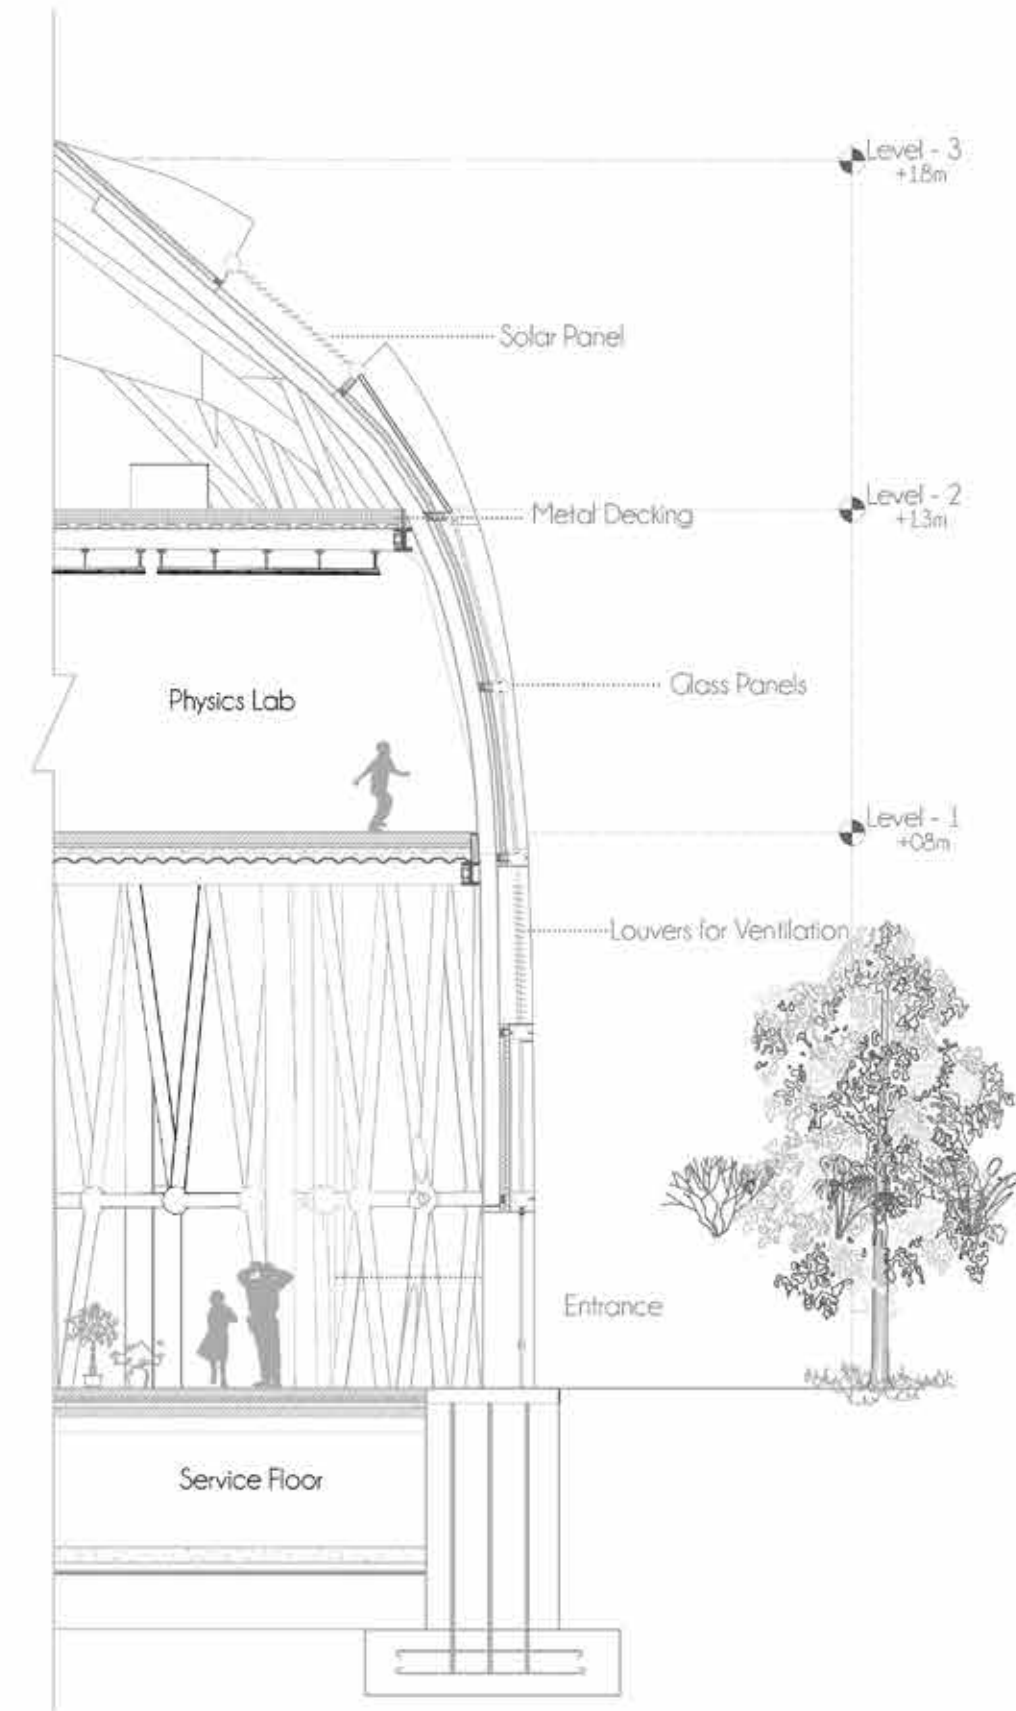 Level - 3
+18m
Solar Panel
Level - 2
+13m
Metal Decking
Glass Panels
Physics Lab
Level - 1
+08m
Louvers for Ventilation
Entrance
Service Floor